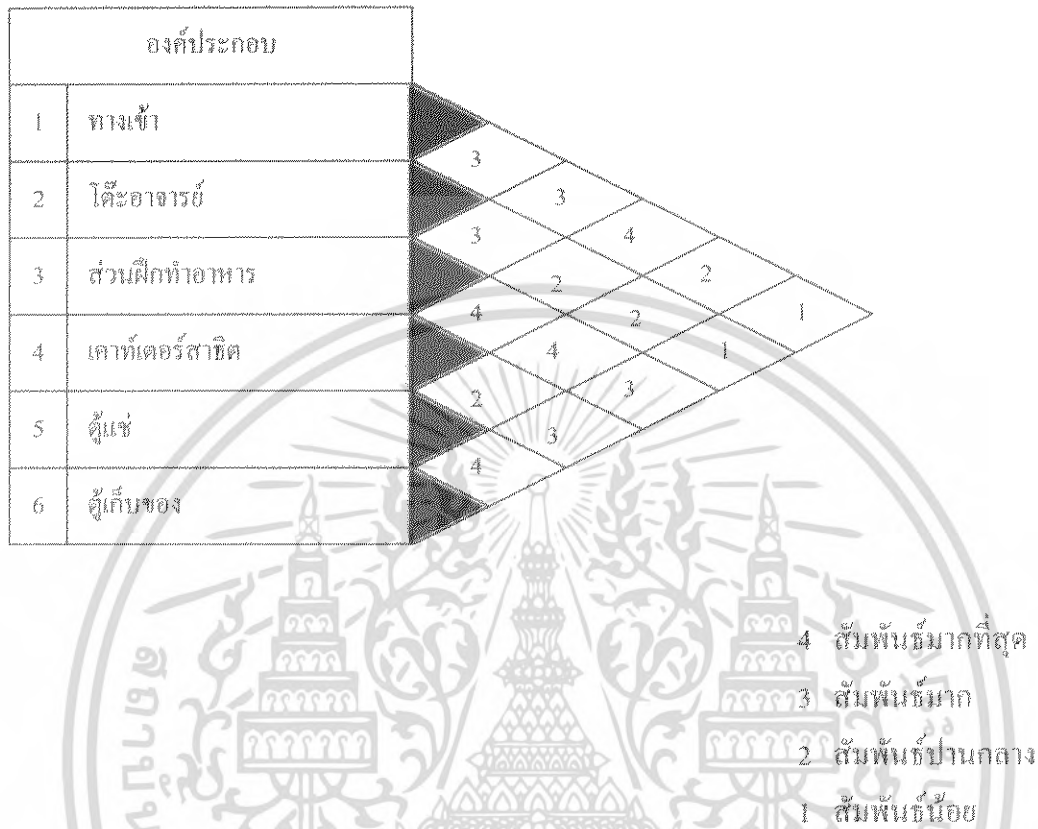 องค์ประกอบ
1 ทางเข้า
2 โต๊ะอาจารย์
3 ส่วนฝึกทำอาหาร
4 เคาท์เตอร์สาธิต
5 ตู้แช่
6 ตู้เก็บของ
3
3
3 4
2 2
4 2 1
4 1
2 3
3
4
4 สัมพันธ์มากที่สุด
3 สัมพันธ์มาก
2 สัมพันธ์ปานกลาง
1 สัมพันธ์น้อย